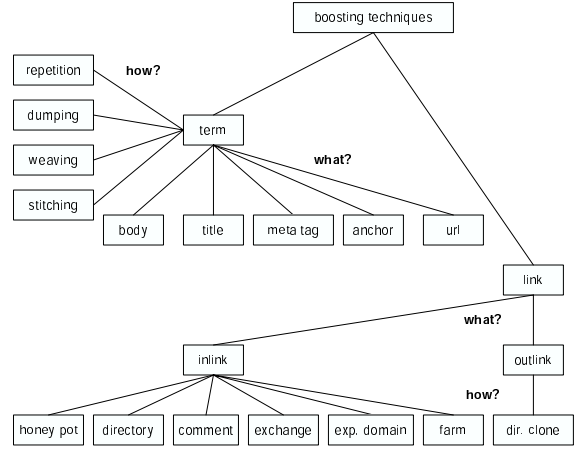 boosting techniques
repetition
how?
dumping
term
weaving
what?
stitching
body
title
meta tag
anchor
url
link
what?
inlink
outlink
how?
honey pot
directory
comment
exchange
exp. domain
farm
dir. clone